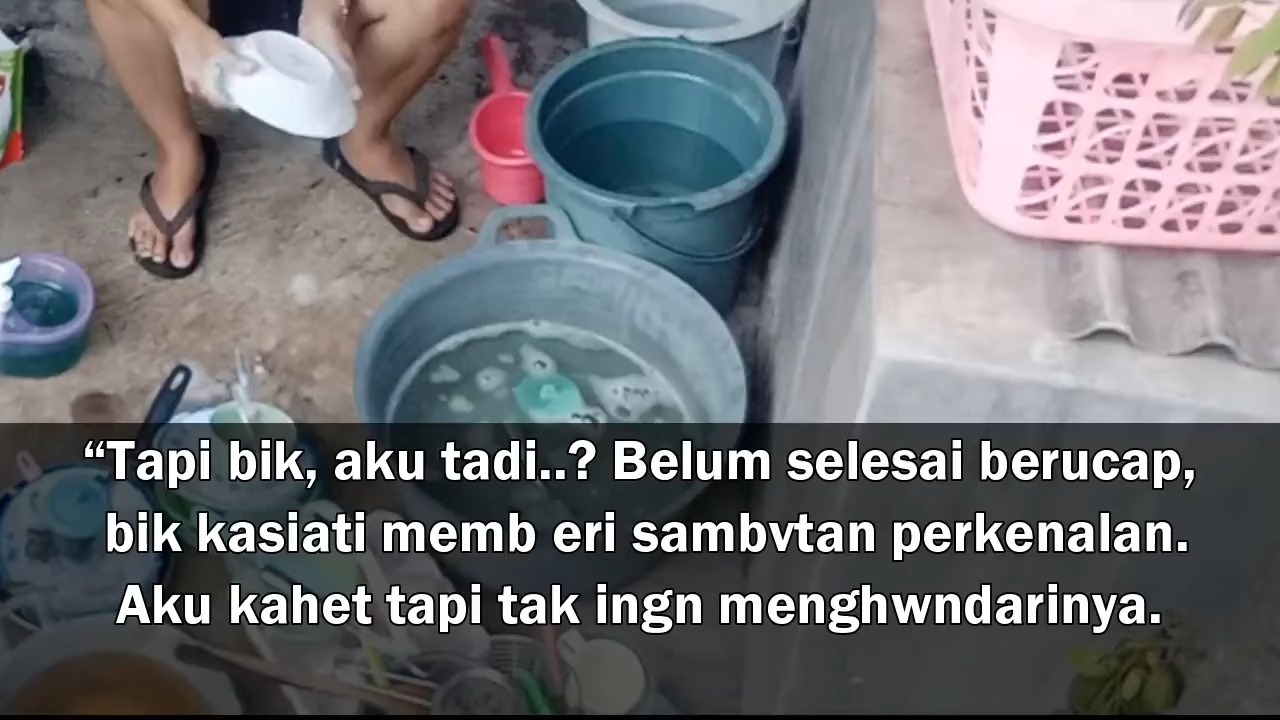 “Tapi bik, aku tadi..? Belum selesai berucap,
bik kasiati memb eri sambvtan perkenalan.
Aku kahet tapi tak ingn menghwndarinya.